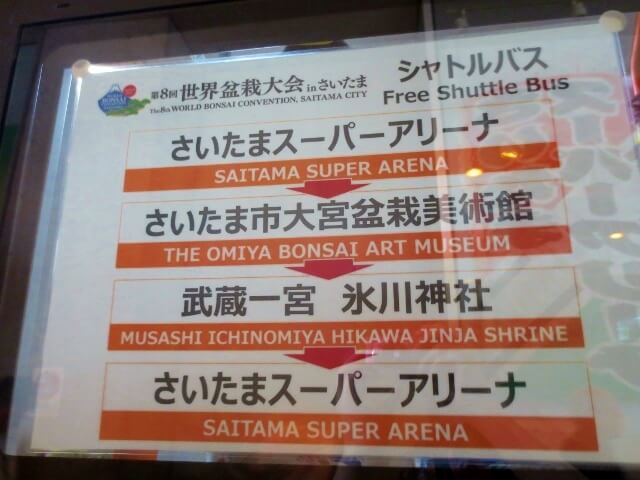 第8回 世界盆栽大会 in さいたま
The 8th WORLD BONSAI CONVENTION, SAITAMA CITY
シャトルバス
Free Shuttle Bus
さいたまスーパーアリーナ
SAITAMA SUPER ARENA
さいたま市大宮盆栽美術館
THE OMIYA BONSAI ART MUSEUM
武蔵一宮 氷川神社
MUSASHI ICHINOMIYA HIKAWA JINJA SHRINE
さいたまスーパーアリーナ
SAITAMA SUPER ARENA